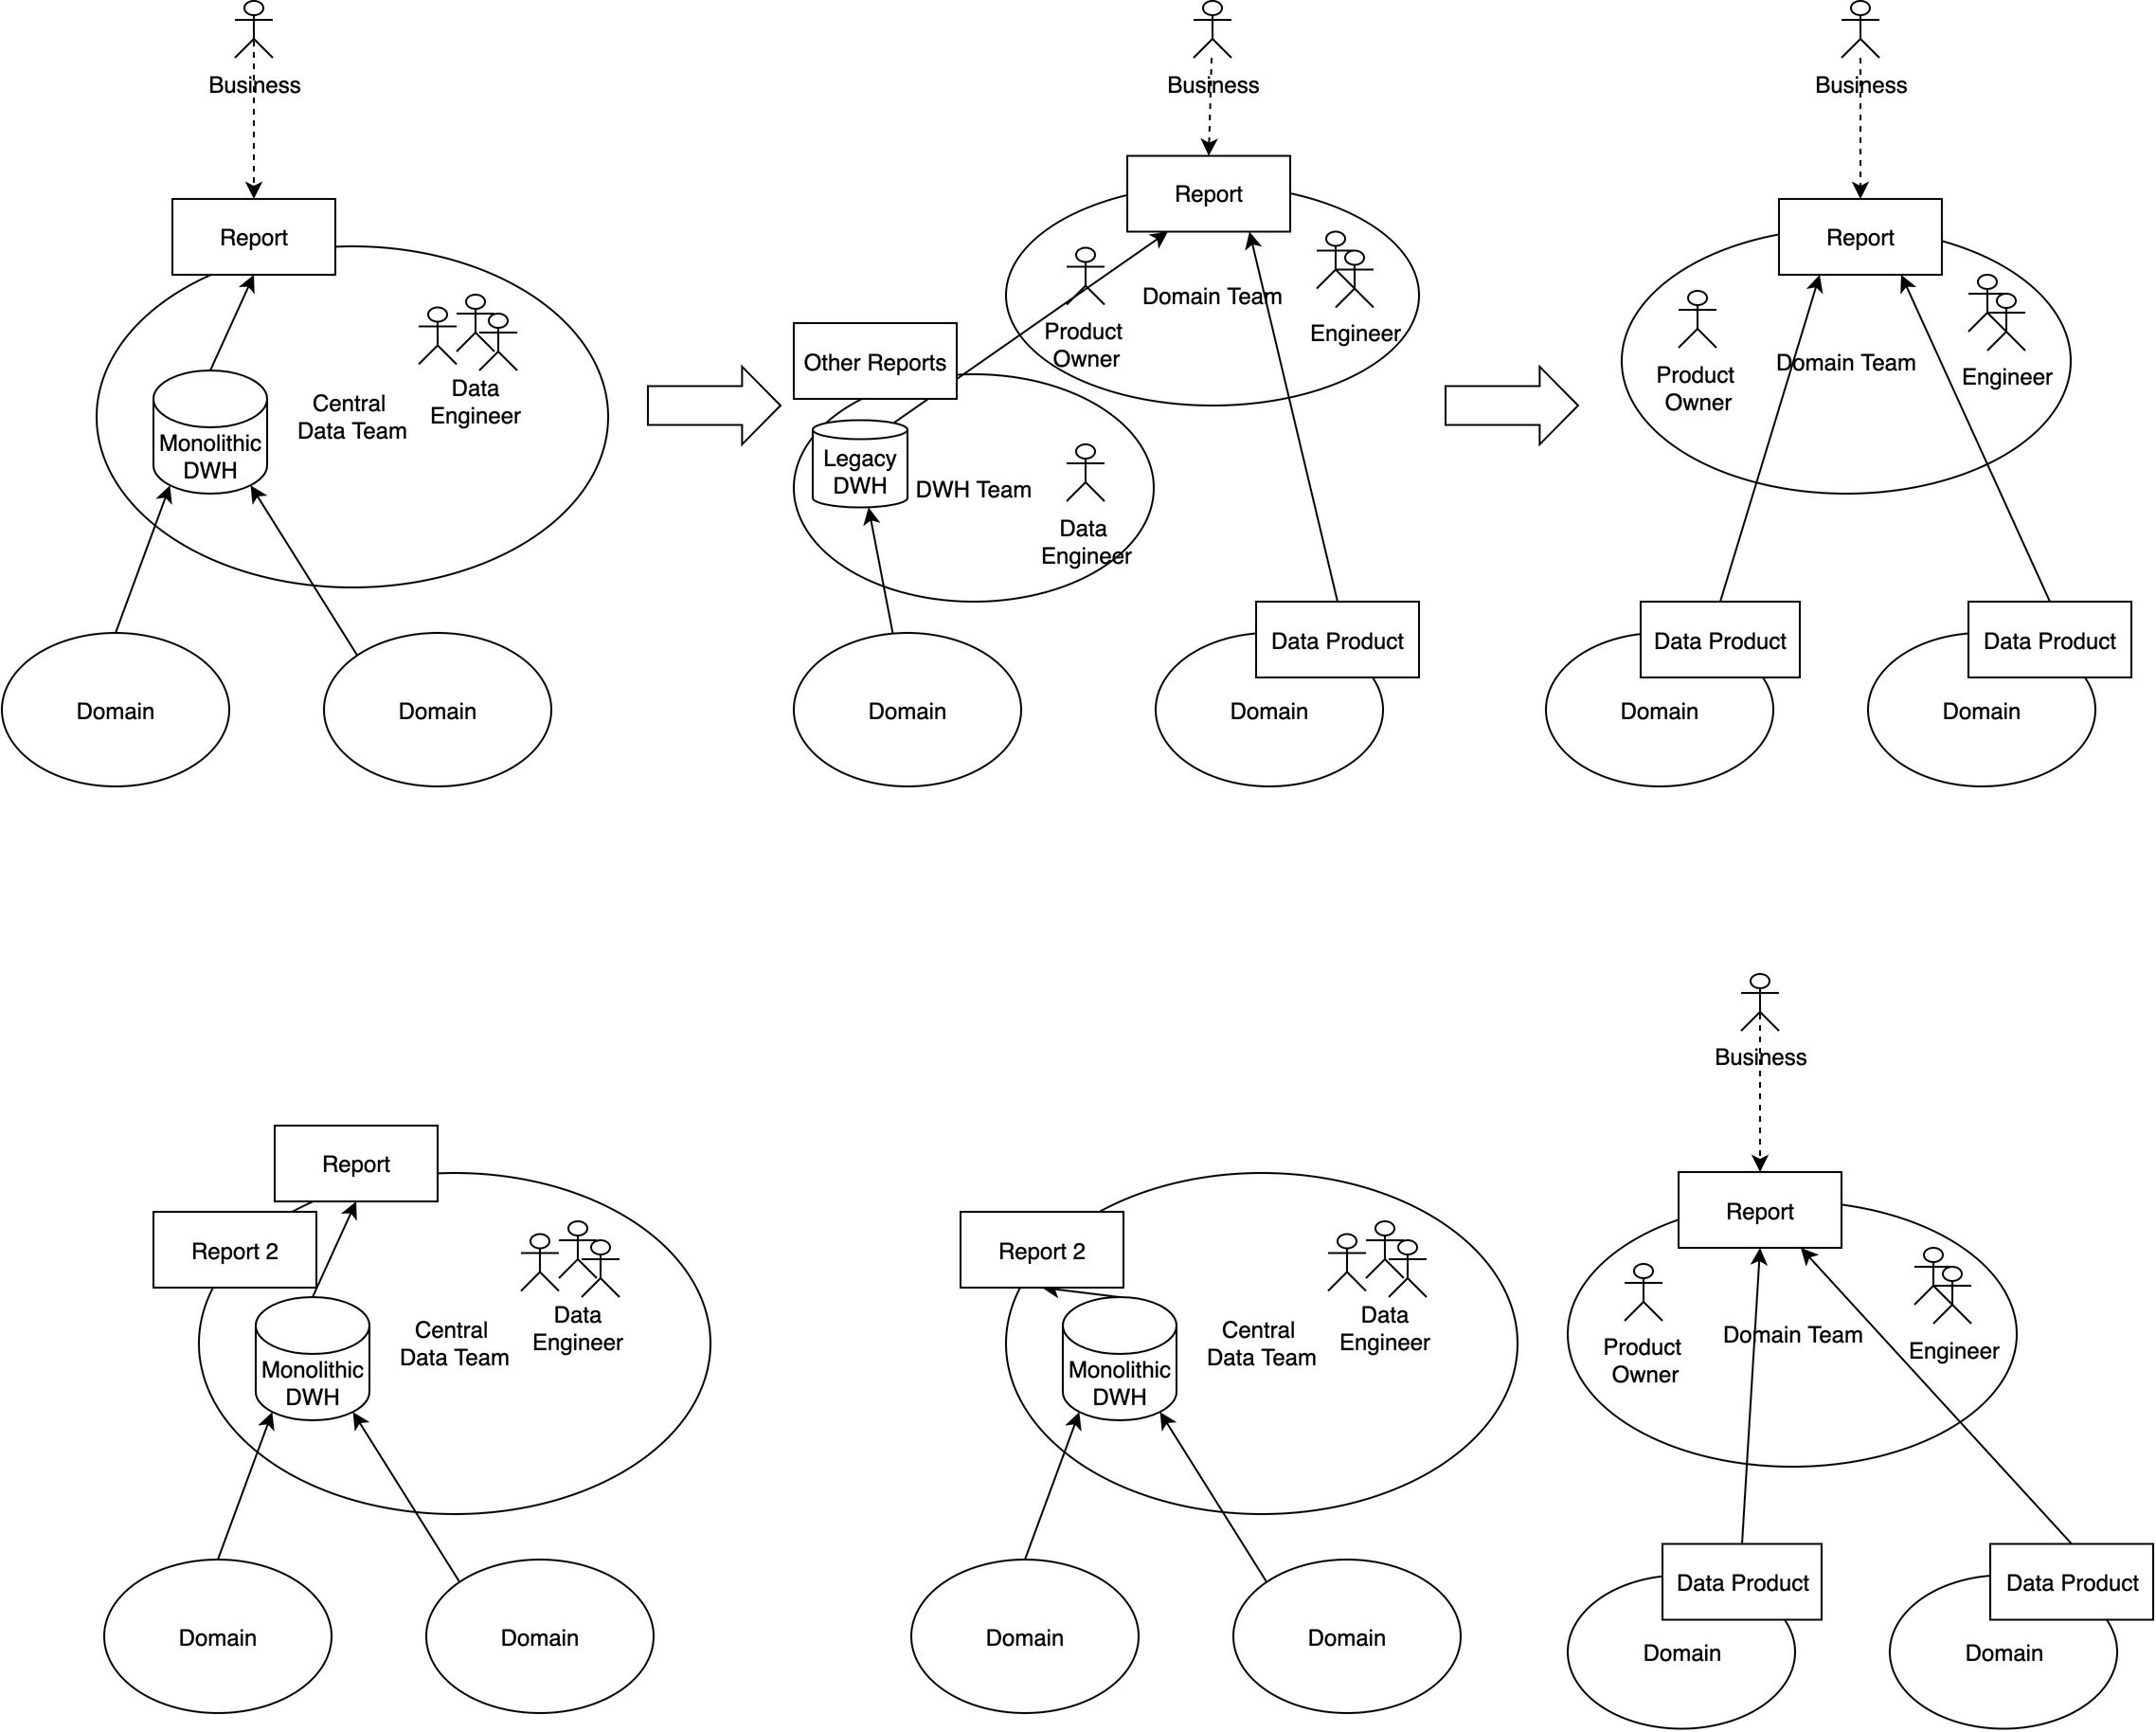 Business
Report
Central
Data Team
Data
Engineer
Monolithic
DWH
Domain
Domain
Business
Report
Product
Owner
Domain Team
Engineer
Other Reports
Legacy
DWH
DWH Team
Data
Engineer
Data Product
Domain
Domain
Business
Report
Product
Owner
Domain Team
Engineer
Data Product
Data Product
Domain
Domain
Report
Report 2
Data
Engineer
Central
Data Team
Monolithic
DWH
Domain
Domain
Report 2
Data
Engineer
Central
Data Team
Monolithic
DWH
Domain
Domain
Business
Report
Product
Owner
Domain Team
Engineer
Data Product
Data Product
Domain
Domain